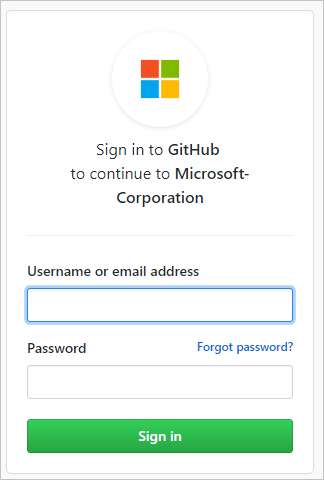 Sign in to GitHub
to continue to Microsoft-
Corporation
Username or email address
Password
Forgot password?
Sign in